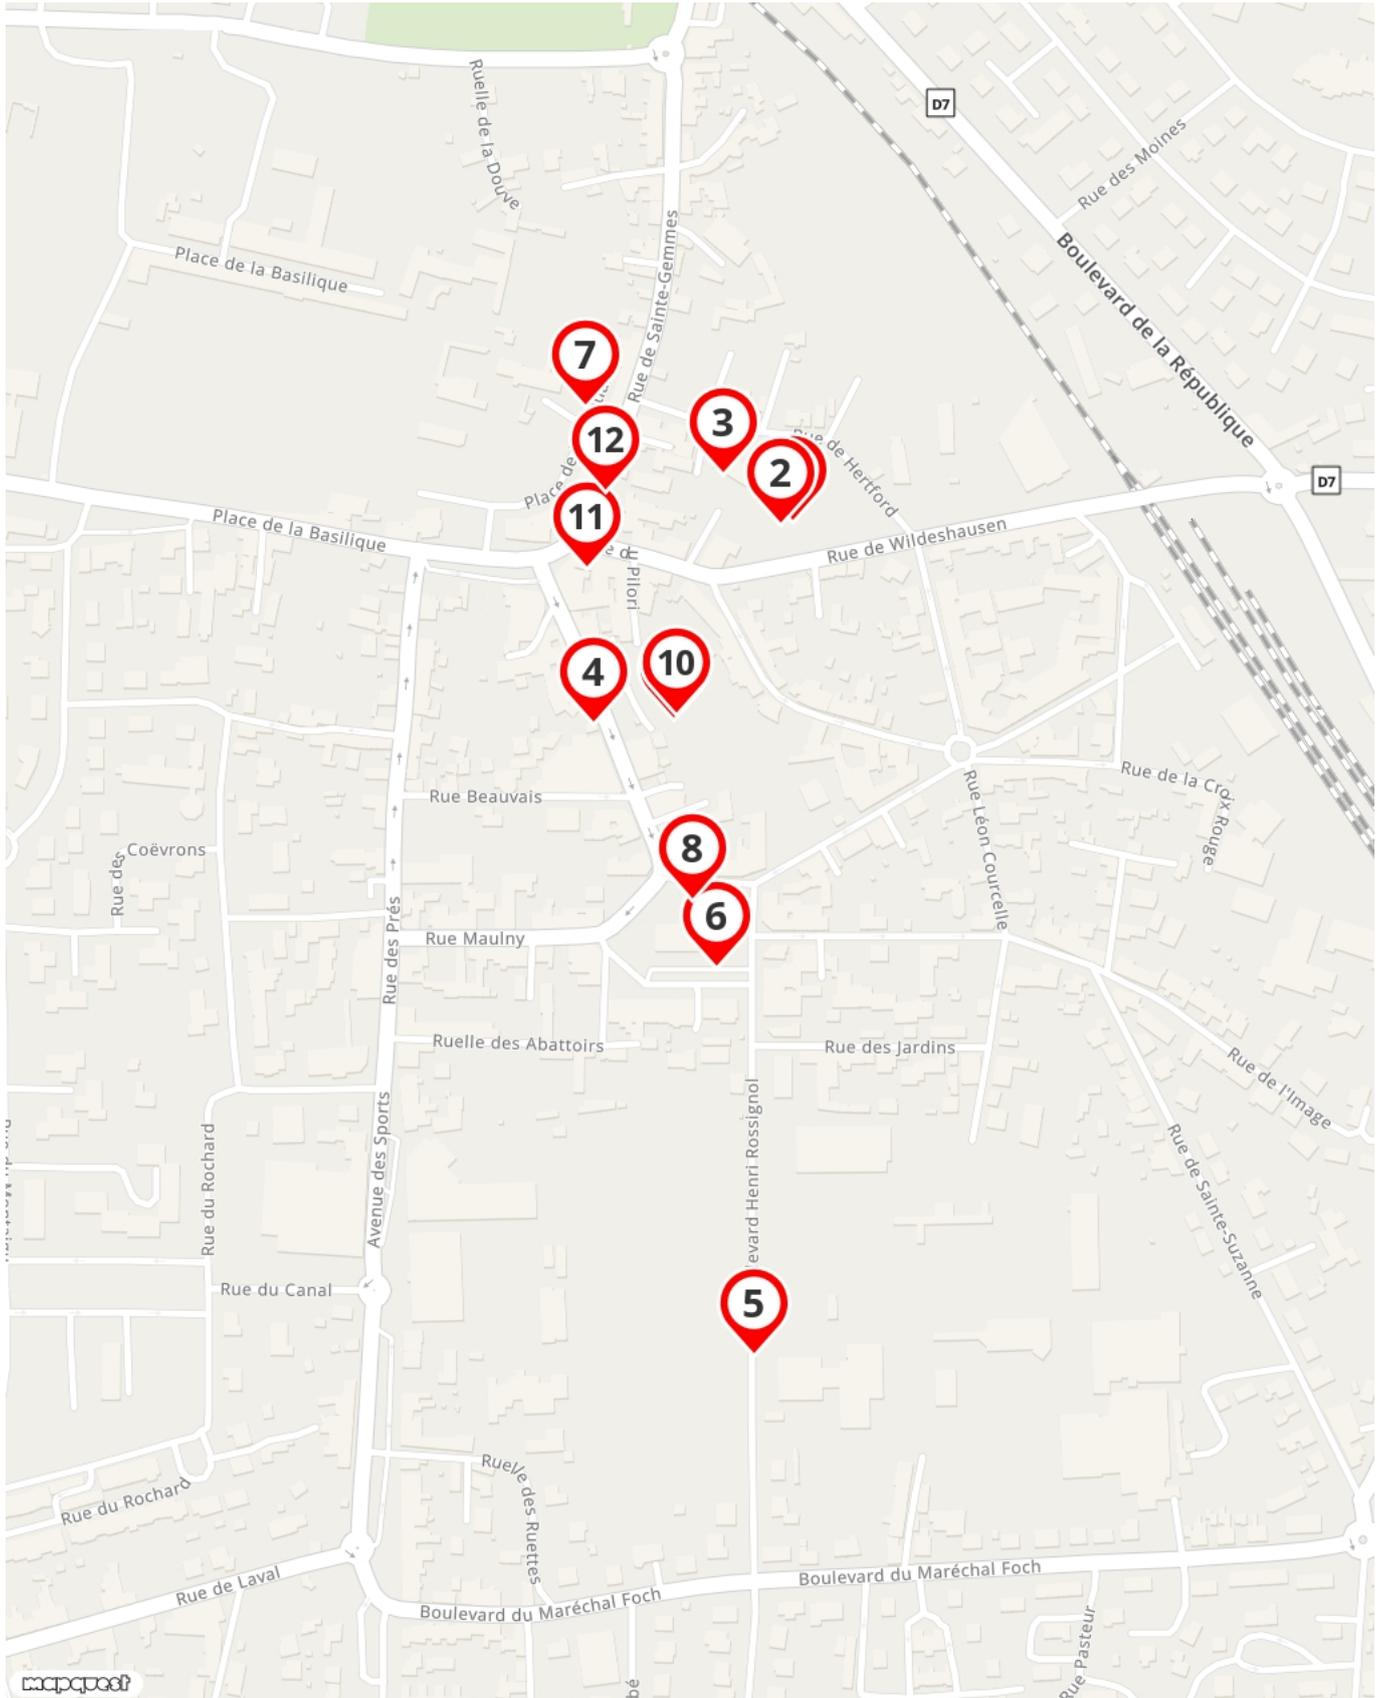 D7
Ruelle de la Douve
Rue des Moines
Place de la Basilique
Rue de Sainte-Gemmes
Boulevard de la République
7
3
12
2
Rue de Hertford
Place de
D7
11
Place de la Basilique
Rue de Wildeshausen
Pilori
10
4
Rue de la Croix Rouge
Rue Beauvais
Rue Léon Courcelle
Rue des Coëvrons
8
6
Rue Maulny
Rue des Prés
Ruelle des Abattoirs
Rue des Jardins
Rue de l'Image
Avenue des Sports
Rue du Rochard
Henri Rossignol
Rue de Sainte-Suzanne
Rue du Canal
5
Ruelle des Ruettes
Rue du Rochard
Rue de Laval
Boulevard du Maréchal Foch
Boulevard du Maréchal Foch
Rue Pasteur
mapquest